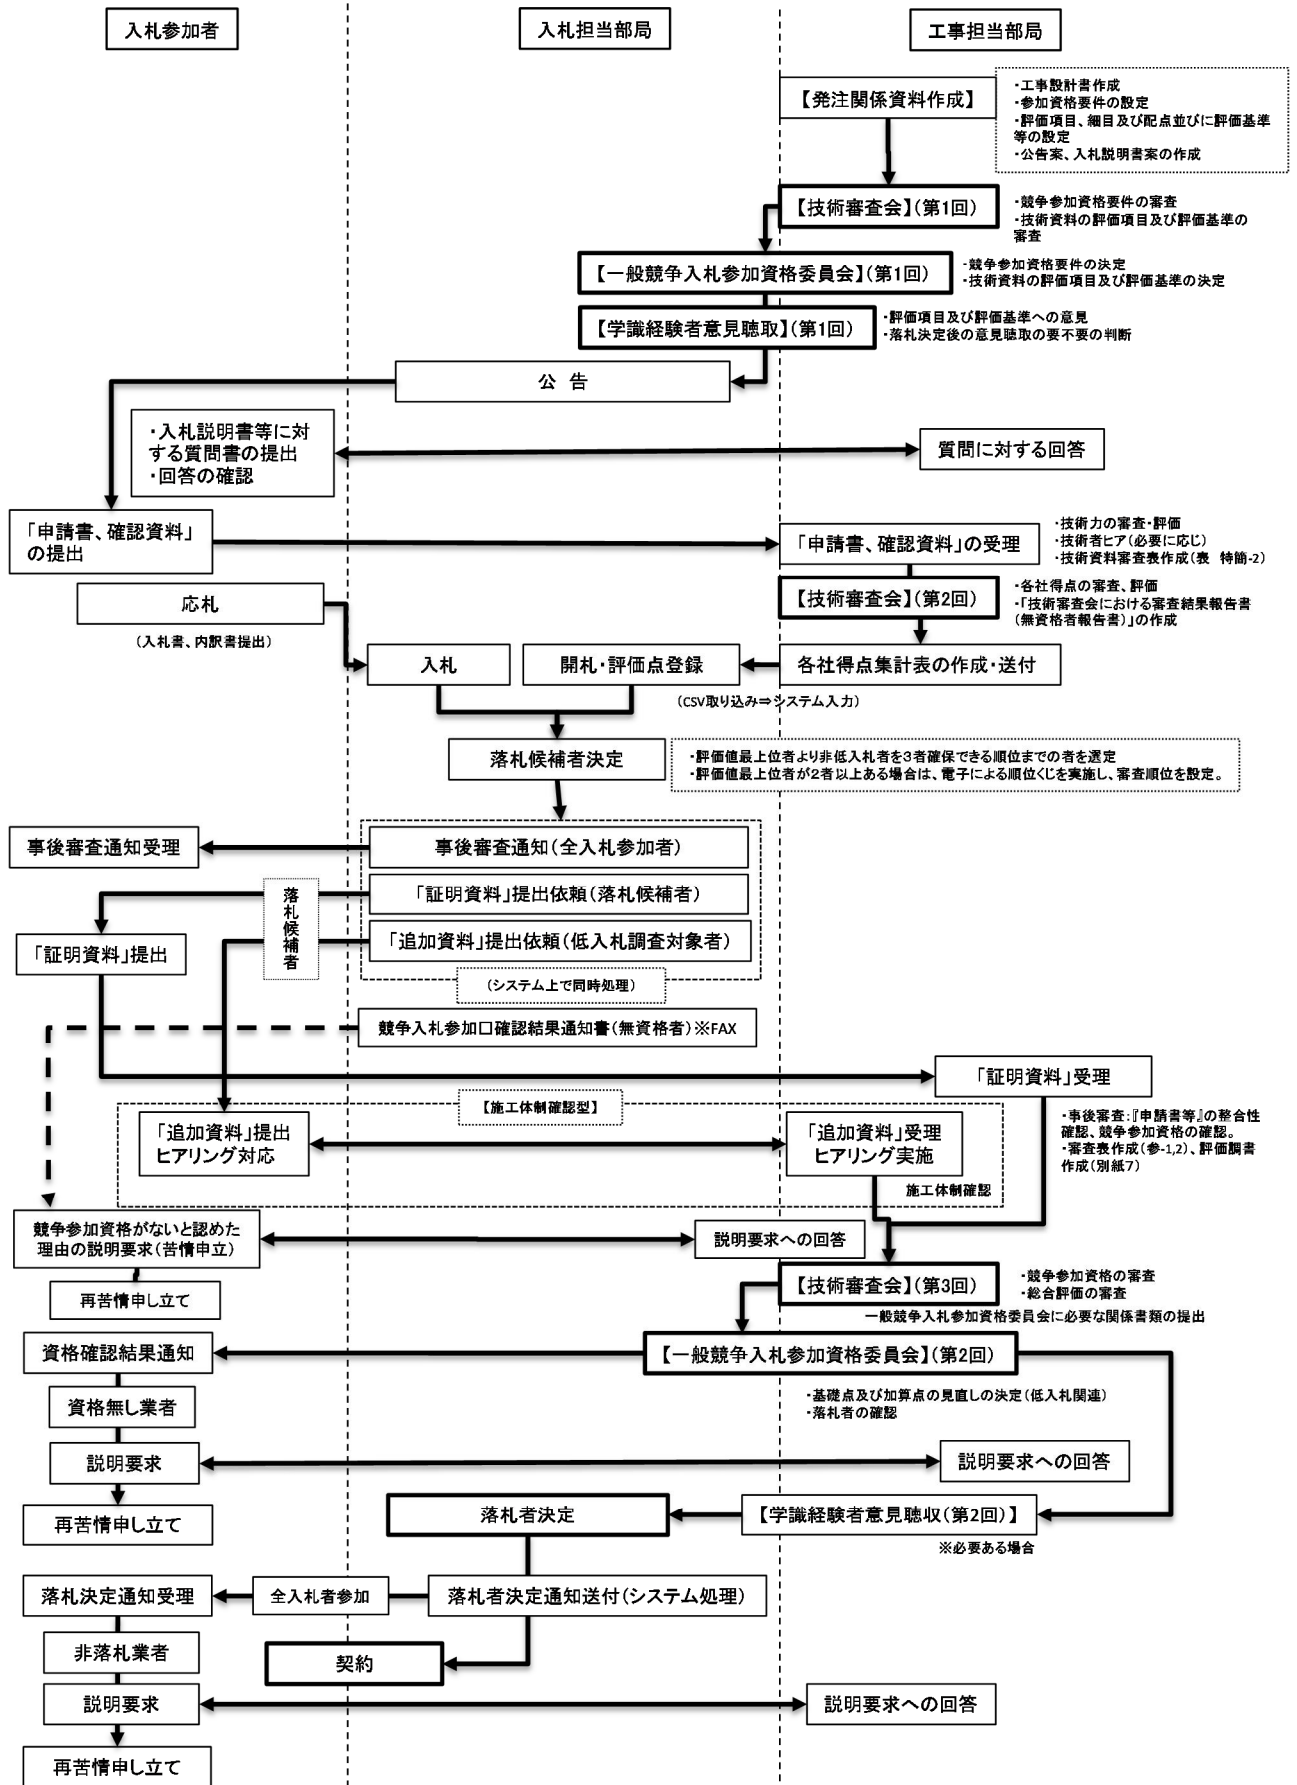 入札参加者
入札担当部局
工事担当部局
【発注関係資料作成】
・工事設計書作成
・参加資格要件の設定
・評価項目、細目及び配点並びに評価基準
等の設定
・公告案、入札説明書案の作成
【技術審査会】(第1回)
・競争参加資格要件の審査
・技術資料の評価項目及び評価基準の
審査
【一般競争入札参加資格委員会】(第1回)
・競争参加資格要件の決定
・技術資料の評価項目及び評価基準の決定
【学識経験者意見聴取】(第1回)
・評価項目及び評価基準への意見
・落札決定後の意見聴取の要不要の判断
公 告
・入札説明書等に対
する質問書の提出
・回答の確認
質問に対する回答
「申請書、確認資料」
の提出
「申請書、確認資料」の受理
・技術力の審査・評価
・技術者ヒア(必要に応じ)
・技術資料審査表作成(表 特簡-2)
応札
(入札書、内訳書提出)
【技術審査会】(第2回)
・各社得点の審査、評価
・「技術審査会における審査結果報告書
(無資格者報告書)」の作成
入札
開札・評価点登録
各社得点集計表の作成・送付
(CSV取り込み⇒システム入力)
落札候補者決定
・評価値最上位者より非低入札者を3者確保できる順位までの者を選定
・評価値最上位者が2者以上ある場合は、電子による順位くじを実施し、審査順位を設定。
事後審査通知受理
事後審査通知(全入札参加者)
「証明資料」提出依頼(落札候補者)
落札候補者
「追加資料」提出依頼(低入札調査対象者)
「証明資料」提出
(システム上で同時処理)
競争入札参加口確認結果通知書(無資格者)※FAX
「証明資料」受理
【施工体制確認型】
「追加資料」提出
ヒアリング対応
「追加資料」受理
ヒアリング実施
・事後審査:『申請書等』の整合性
確認、競争参加資格の確認。
・審査表作成(参-1,2)、評価調書
作成(別紙7)
施工体制確認
競争参加資格がないと認めた
理由の説明要求(苦情申立)
説明要求への回答
再苦情申し立て
【技術審査会】(第3回)
・競争参加資格の審査
・総合評価の審査
一般競争入札参加資格委員会に必要な関係書類の提出
資格確認結果通知
【一般競争入札参加資格委員会】(第2回)
資格無し業者
・基礎点及び加算点の見直しの決定(低入札関連)
・落札者の確認
説明要求
説明要求への回答
再苦情申し立て
落札者決定
【学識経験者意見聴収(第2回)】
※必要ある場合
落札決定通知受理
全入札者参加
落札者決定通知送付(システム処理)
非落札業者
契約
説明要求
説明要求への回答
再苦情申し立て